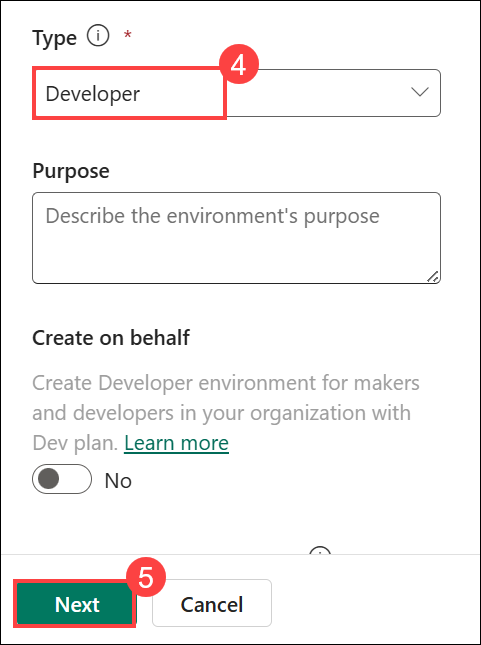 Type *
4
Developer
Purpose
Describe the environment's purpose
Create on behalf
Create Developer environment for makers
and developers in your organization with
Dev plan. Learn more
No
5
Next
Cancel